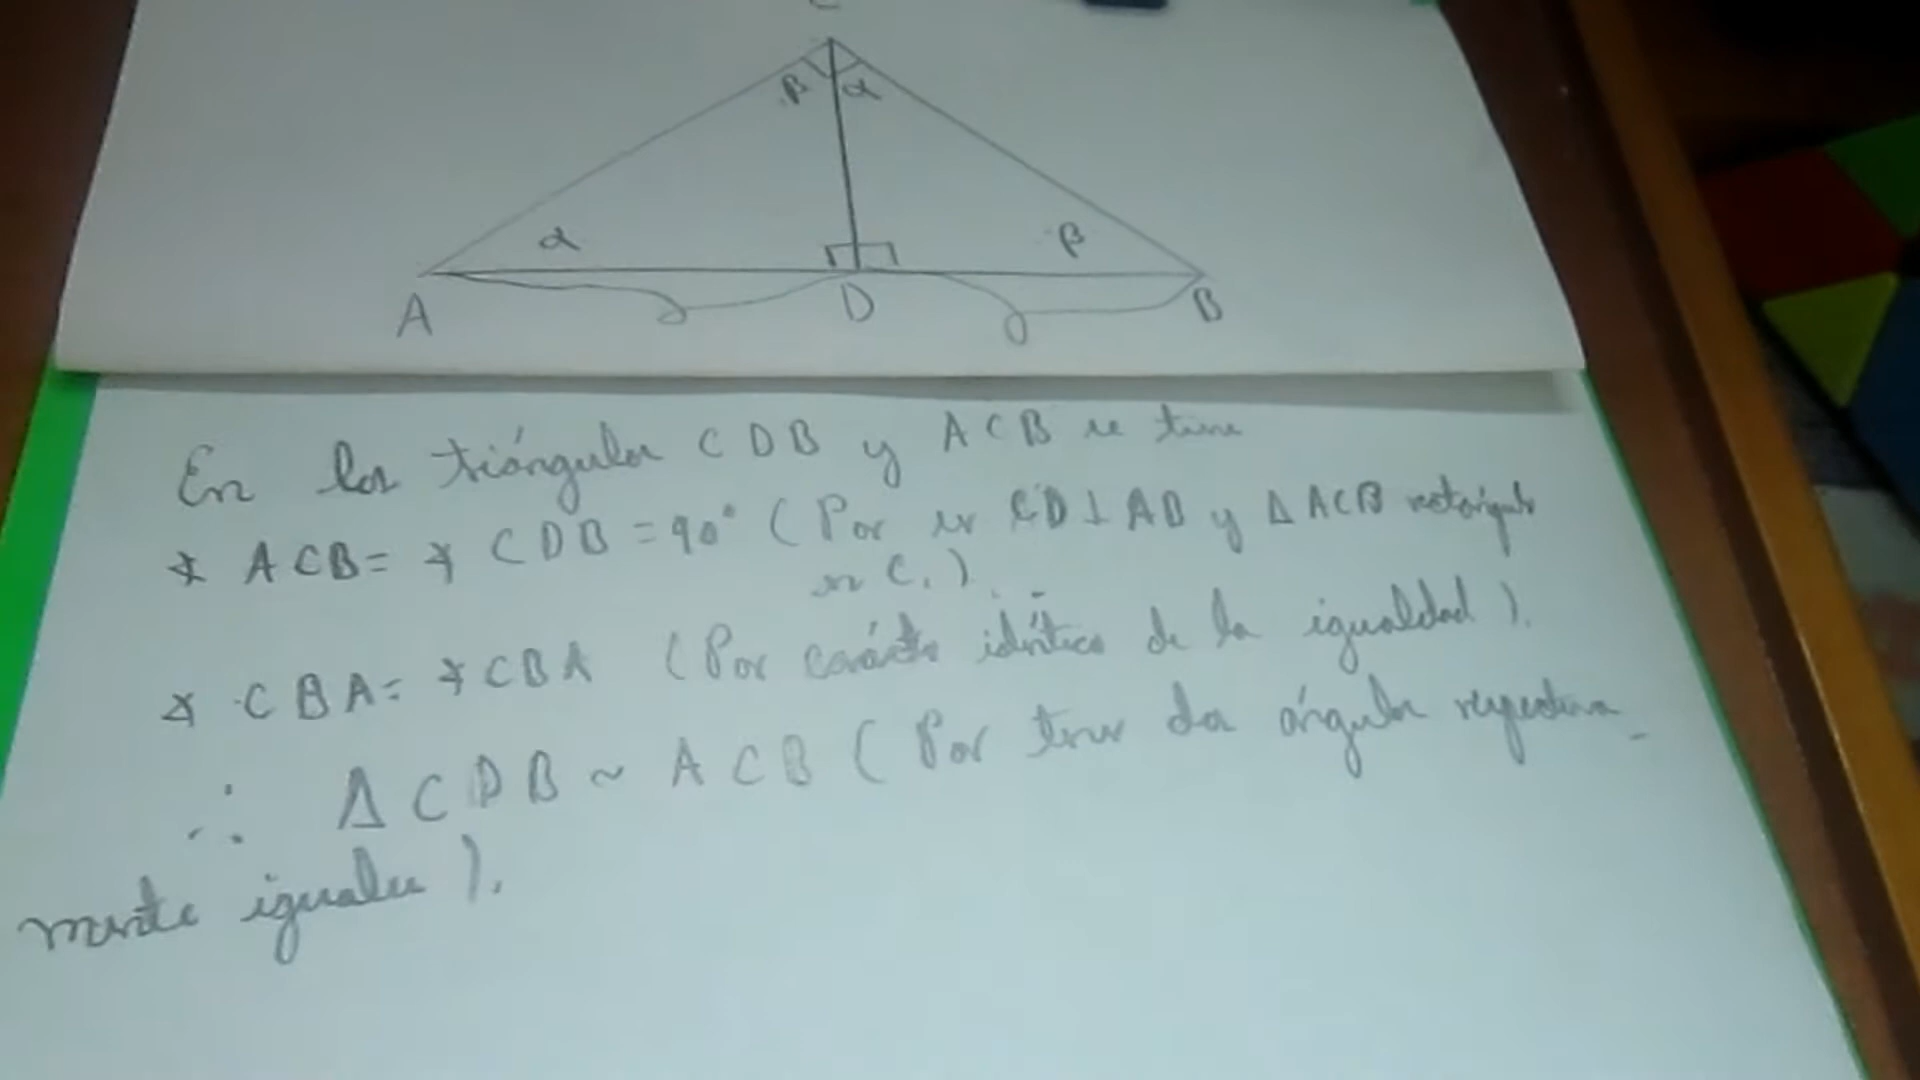 C
β α
α β
A D B
En los triángulos CDB y ACB se tiene
∡ ACB = ∡ CDB = 90° (Por ser CD ⊥ AB y Δ ACB rectángulo
en C.)
∡ CBA = ∡ CBA (Por carácter idéntico de la igualdad).
∴ Δ CDB ~ ACB (Por tener dos ángulos respectiva-
mente iguales).